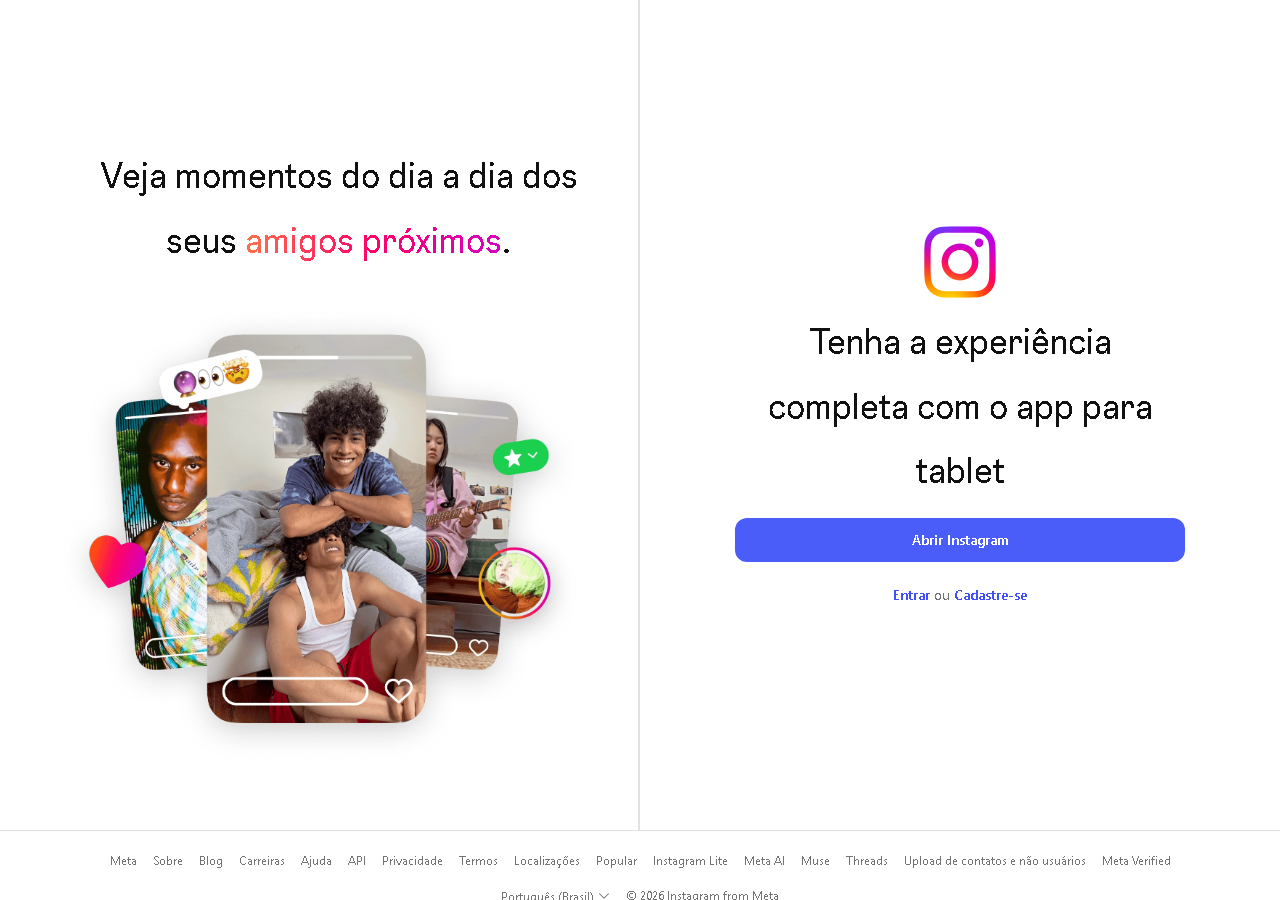 Veja momentos do dia a dia dos
seus amigos próximos.
Tenha a experiência
completa com o app para
tablet
Abrir Instagram
Entrar ou Cadastre-se
Meta Sobre Blog Carreiras Ajuda API Privacidade Termos Localizações Popular Instagram Lite Meta AI Muse Threads Upload de contatos e não usuários Meta Verified
Português (Brasil) © 2026 Instagram from Meta